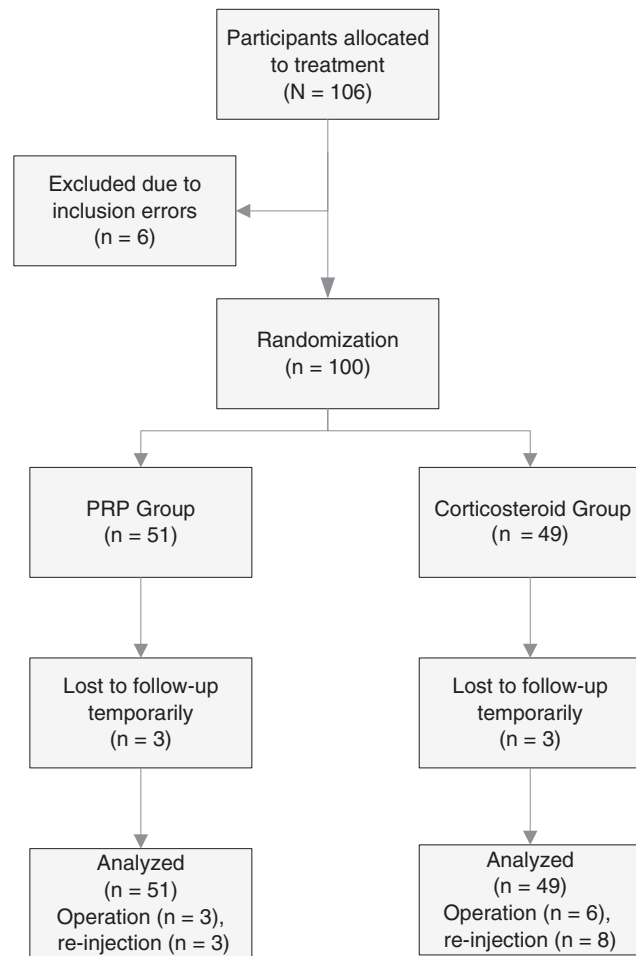 Participants allocated
to treatment
(N = 106)
Excluded due to
inclusion errors
(n = 6)
Randomization
(n = 100)
PRP Group
(n = 51)
Corticosteroid Group
(n = 49)
Lost to follow-up
temporarily
(n = 3)
Lost to follow-up
temporarily
(n = 3)
Analyzed
(n = 51)
Operation (n = 3),
re-injection (n = 3)
Analyzed
(n = 49)
Operation (n = 6),
re-injection (n = 8)